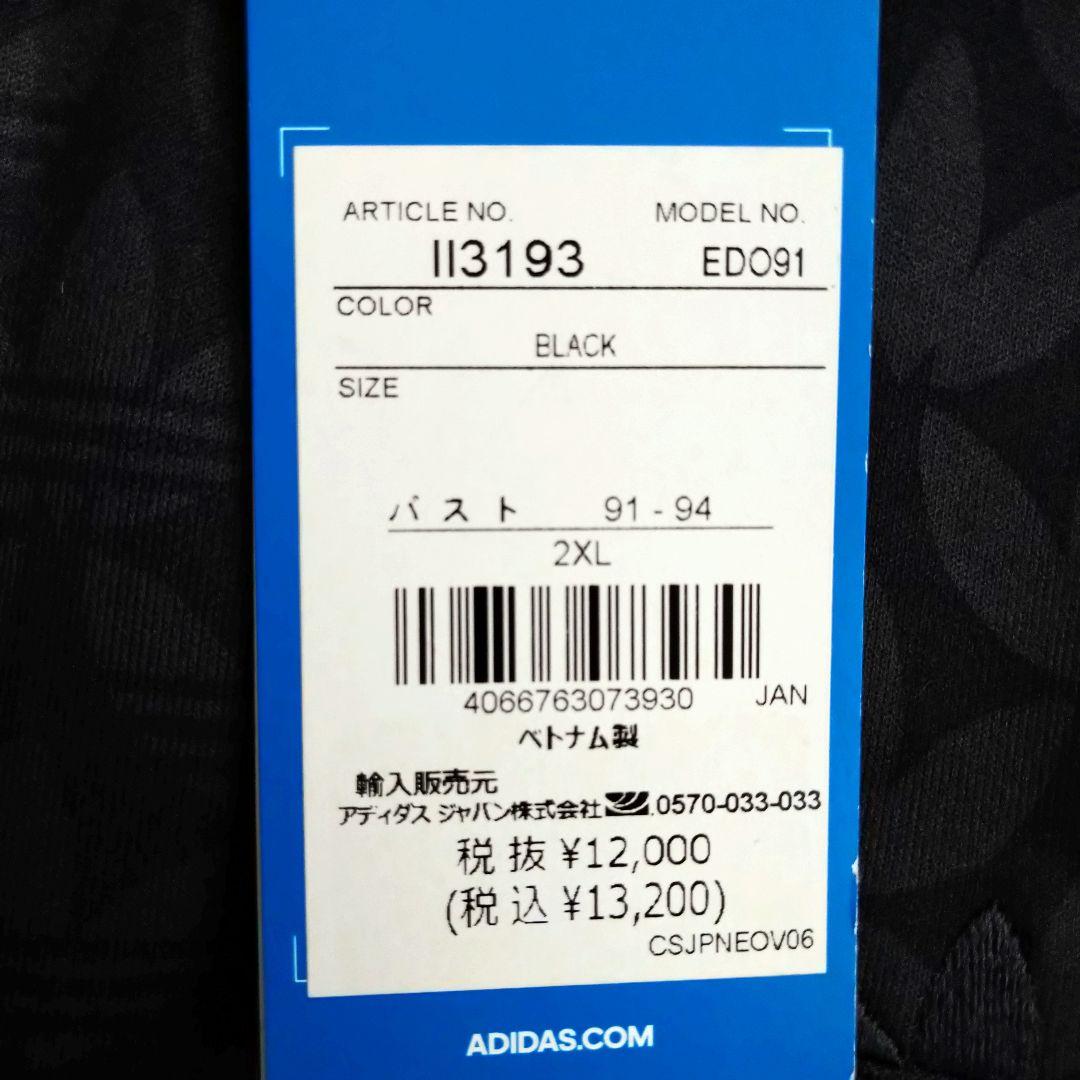 ARTICLE NO. MODEL NO.
II3193 EDO91
COLOR
BLACK
SIZE
バスト 91 - 94
2XL
4066763073930 JAN
ベトナム製
輸入販売元
アディダス ジャパン株式会社 0570-033-033
税抜 ¥12,000
(税込 ¥13,200)
CSJPNEOV06
ADIDAS.COM